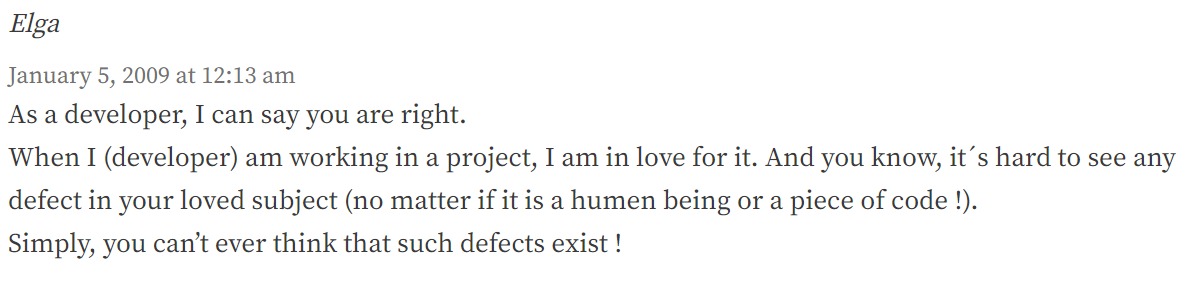 Elga
January 5, 2009 at 12:13 am
As a developer, I can say you are right.
When I (developer) am working in a project, I am in love for it. And you know, it´s hard to see any
defect in your loved subject (no matter if it is a humen being or a piece of code !).
Simply, you can’t ever think that such defects exist !